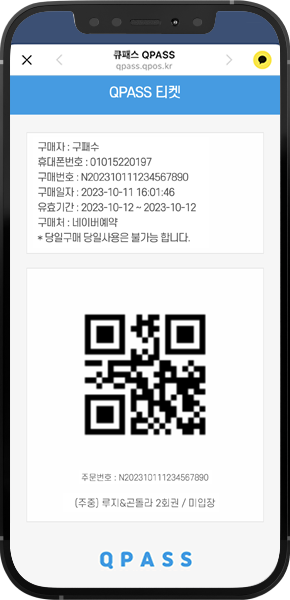 큐패스 QPASS
qpass.qpos.kr
QPASS 티켓
구매자 : 구패수
휴대폰번호 : 01015220197
구매번호 : N202310111234567890
구매일자 : 2023-10-11 16:01:46
유효기간 : 2023-10-12 ~ 2023-10-12
구매처 : 네이버예약
* 당일구매 당일사용은 불가능 합니다.
주문번호 : N202310111234567890
(주중) 루지&곤돌라 2회권 / 미입장
QPASS